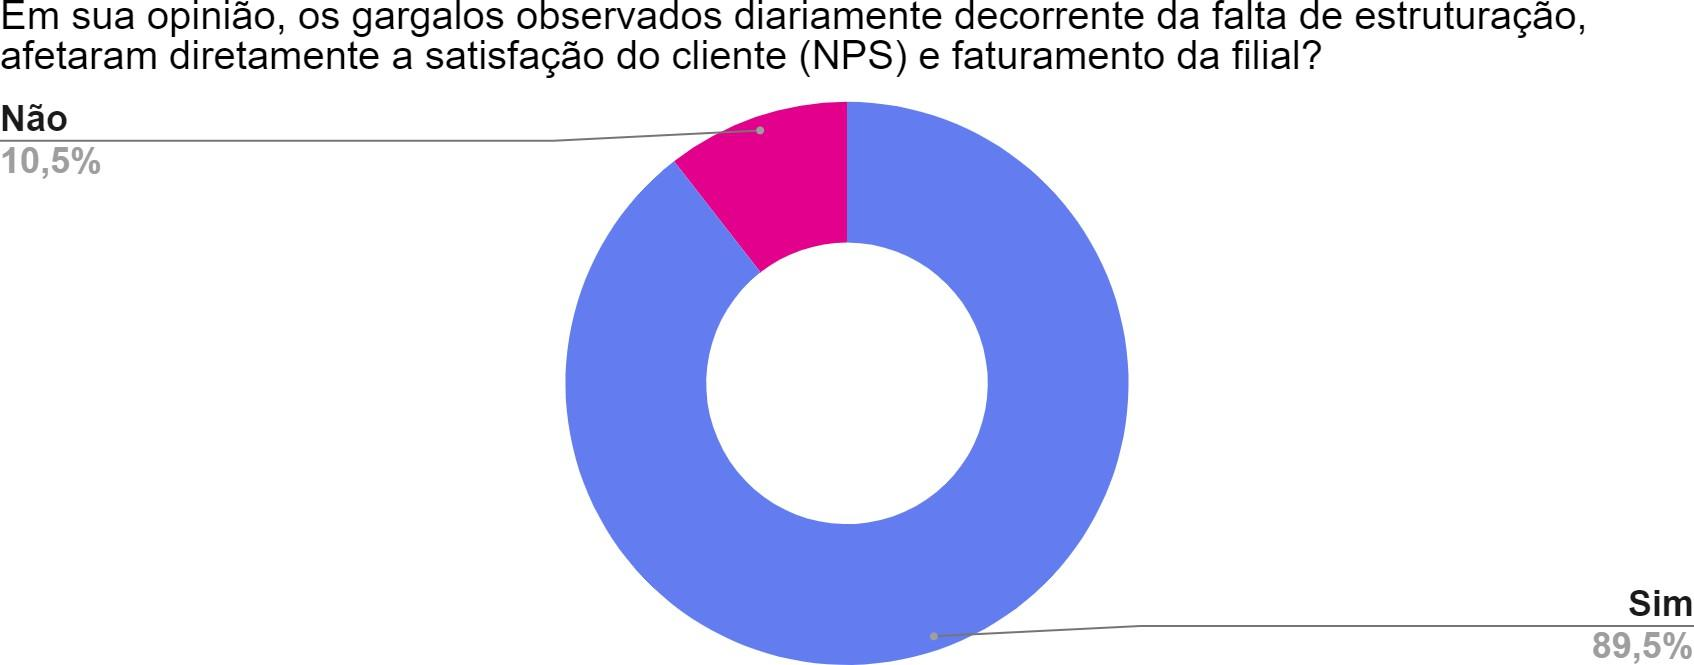 Em sua opinião, os gargalos observados diariamente decorrente da falta de estruturação,
afetaram diretamente a satisfação do cliente (NPS) e faturamento da filial?
Não
10,5%
Sim
89,5%